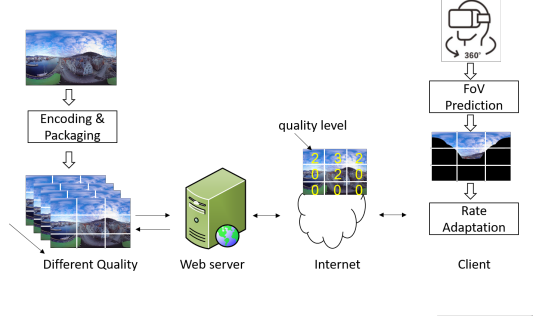 360°
FoV
Prediction
Encoding &
Packaging
quality level
2 3 2
0 2 0
0 0 0
Rate
Adaptation
Different Quality
Web server
Internet
Client